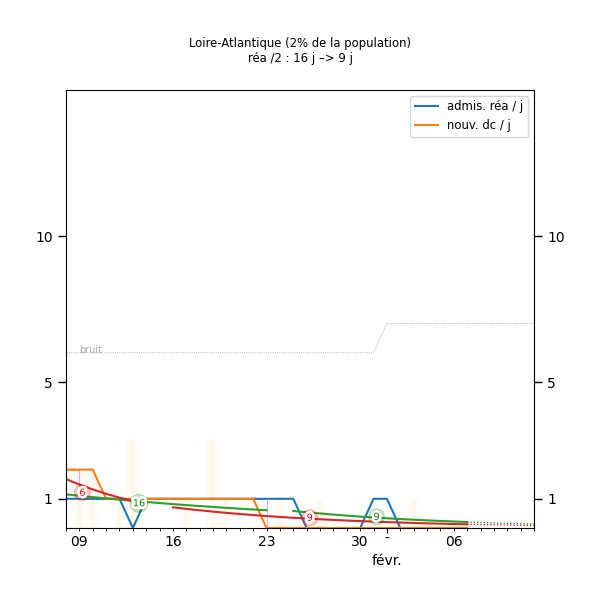 Loire-Atlantique (2% de la population)
réa /2 : 16 j –> 9 j
admis. réa / j
nouv. dc / j
10 10
bruit
5 5
6
16
9
9
1 1
09 16 23 30 06
févr.